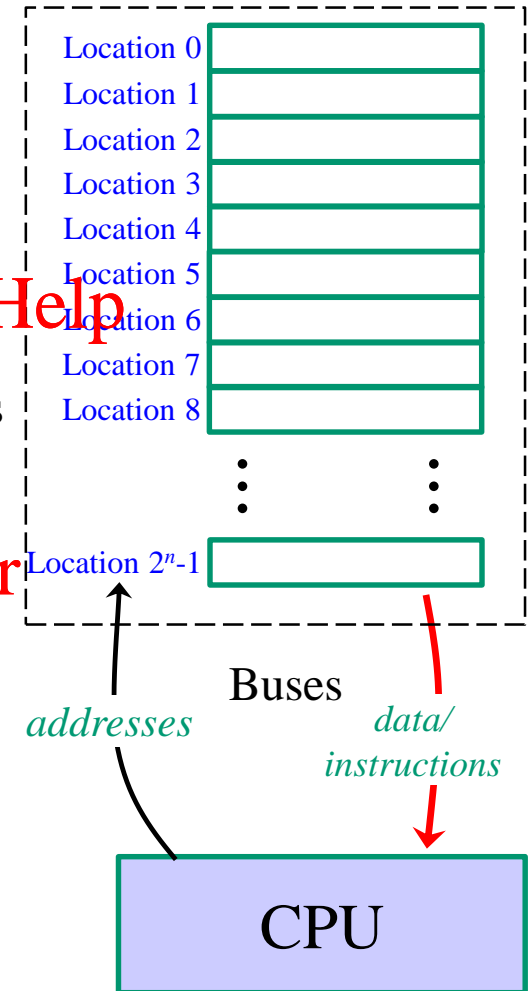 Location 0
Location 1
Location 2
Location 3
Location 4
Location 5
Help
Location 6
Location 7
s
Location 8
r
Location 2ⁿ-1
Buses
addresses
data/
instructions
CPU